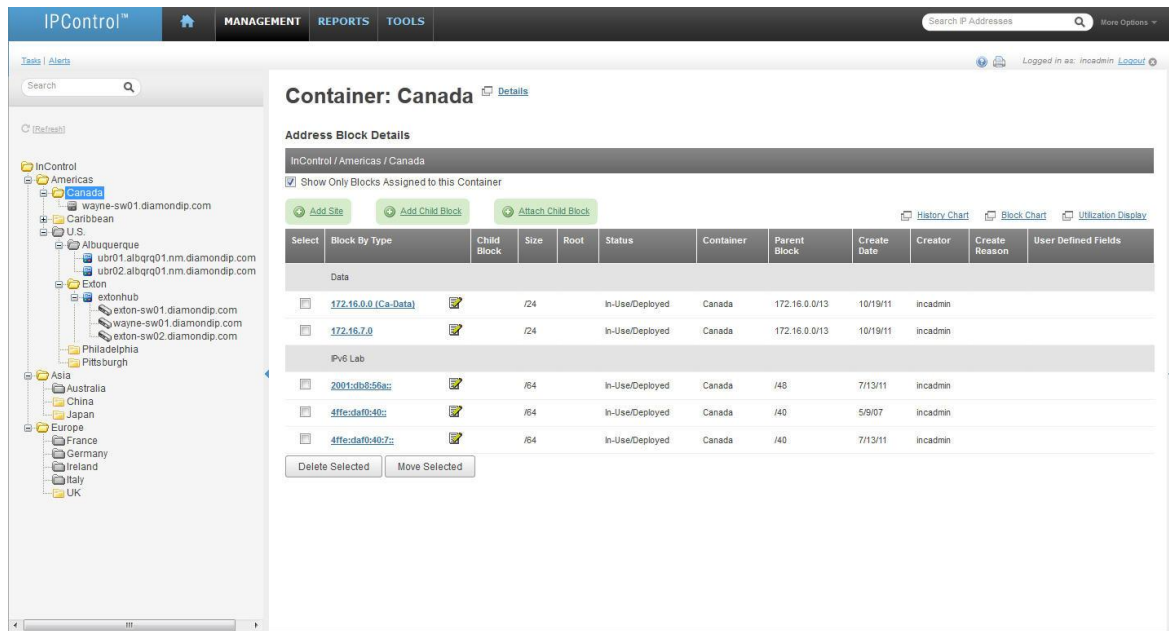 IPControl™
MANAGEMENT REPORTS TOOLS
Search IP Addresses
More Options
Tasks | Alerts
Logged in as: incadmin Logout
Search
[Refresh]
InControl
Americas
Canada
wayne-sw01.diamondip.com
Caribbean
U.S.
Albuquerque
ubr01.albqrq01.nm.diamondip.com
ubr02.albqrq01.nm.diamondip.com
Exton
extonhub
exton-sw01.diamondip.com
wayne-sw01.diamondip.com
exton-sw02.diamondip.com
Philadelphia
Pittsburgh
Asia
Australia
China
Japan
Europe
France
Germany
Ireland
Italy
UK
Container: Canada Details
Address Block Details
InControl / Americas / Canada
Show Only Blocks Assigned to this Container
Add Site Add Child Block Attach Child Block
History Chart Block Chart Utilization Display
Select Block By Type Child Block Size Root Status Container Parent Block Create Date Creator Create Reason User Defined Fields
Data
172.16.0.0 (Ca-Data) /24 In-Use/Deployed Canada 172.16.0.0/13 10/19/11 incadmin
172.16.7.0 /24 In-Use/Deployed Canada 172.16.0.0/13 10/19/11 incadmin
IPv6 Lab
2001:db8:56a:: /64 In-Use/Deployed Canada /48 7/13/11 incadmin
4ffe:daf0:40:: /64 In-Use/Deployed Canada /40 5/9/07 incadmin
4ffe:daf0:40:7:: /64 In-Use/Deployed Canada /40 7/13/11 incadmin
Delete Selected Move Selected